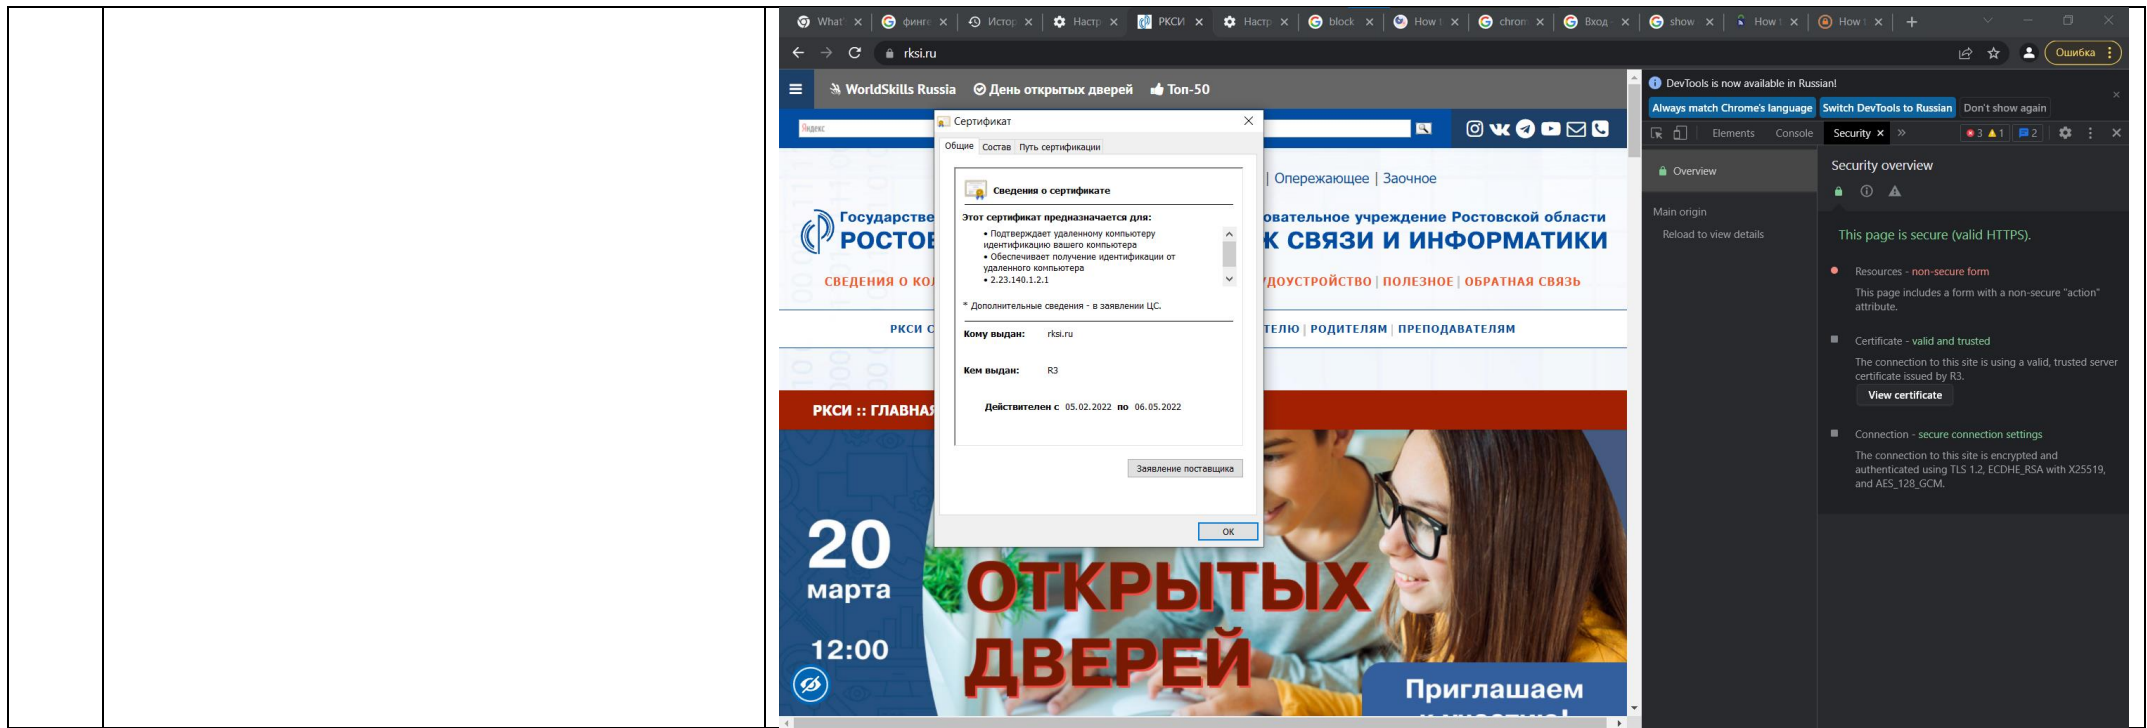 What' финге Истор Настр РКСИ Настр block How t chrom Вход - show How t How t
rksi.ru Ошибка
WorldSkills Russia День открытых дверей Топ-50
Яндекс
Сертификат
Общие Состав Путь сертификации
Сведения о сертификате
Этот сертификат предназначается для:
• Подтверждает удаленному компьютеру
идентификацию вашего компьютера
• Обеспечивает получение идентификации от
удаленного компьютера
• 2.23.140.1.2.1
* Дополнительные сведения - в заявлении ЦС.
Кому выдан: rksi.ru
Кем выдан: R3
Действителен с 05.02.2022 по 06.05.2022
Заявление поставщика
ОК
| Опережающее | Заочное
Государстве овательное учреждение Ростовской области
РОСТОВ К СВЯЗИ И ИНФОРМАТИКИ
СВЕДЕНИЯ О КОЛ УДОУСТРОЙСТВО | ПОЛЕЗНОЕ | ОБРАТНАЯ СВЯЗЬ
РКСИ С ТЕЛЮ | РОДИТЕЛЯМ | ПРЕПОДАВАТЕЛЯМ
РКСИ :: ГЛАВНАЯ
20
марта
12:00
ОТКРЫТЫХ
ДВЕРЕЙ
Приглашаем
к участию!
DevTools is now available in Russian!
Always match Chrome's language Switch DevTools to Russian Don't show again
Elements Console Security 3 1 2
Overview
Main origin
Reload to view details
Security overview
This page is secure (valid HTTPS).
Resources - non-secure form
This page includes a form with a non-secure "action"
attribute.
Certificate - valid and trusted
The connection to this site is using a valid, trusted server
certificate issued by R3.
View certificate
Connection - secure connection settings
The connection to this site is encrypted and
authenticated using TLS 1.2, ECDHE_RSA with X25519,
and AES_128_GCM.